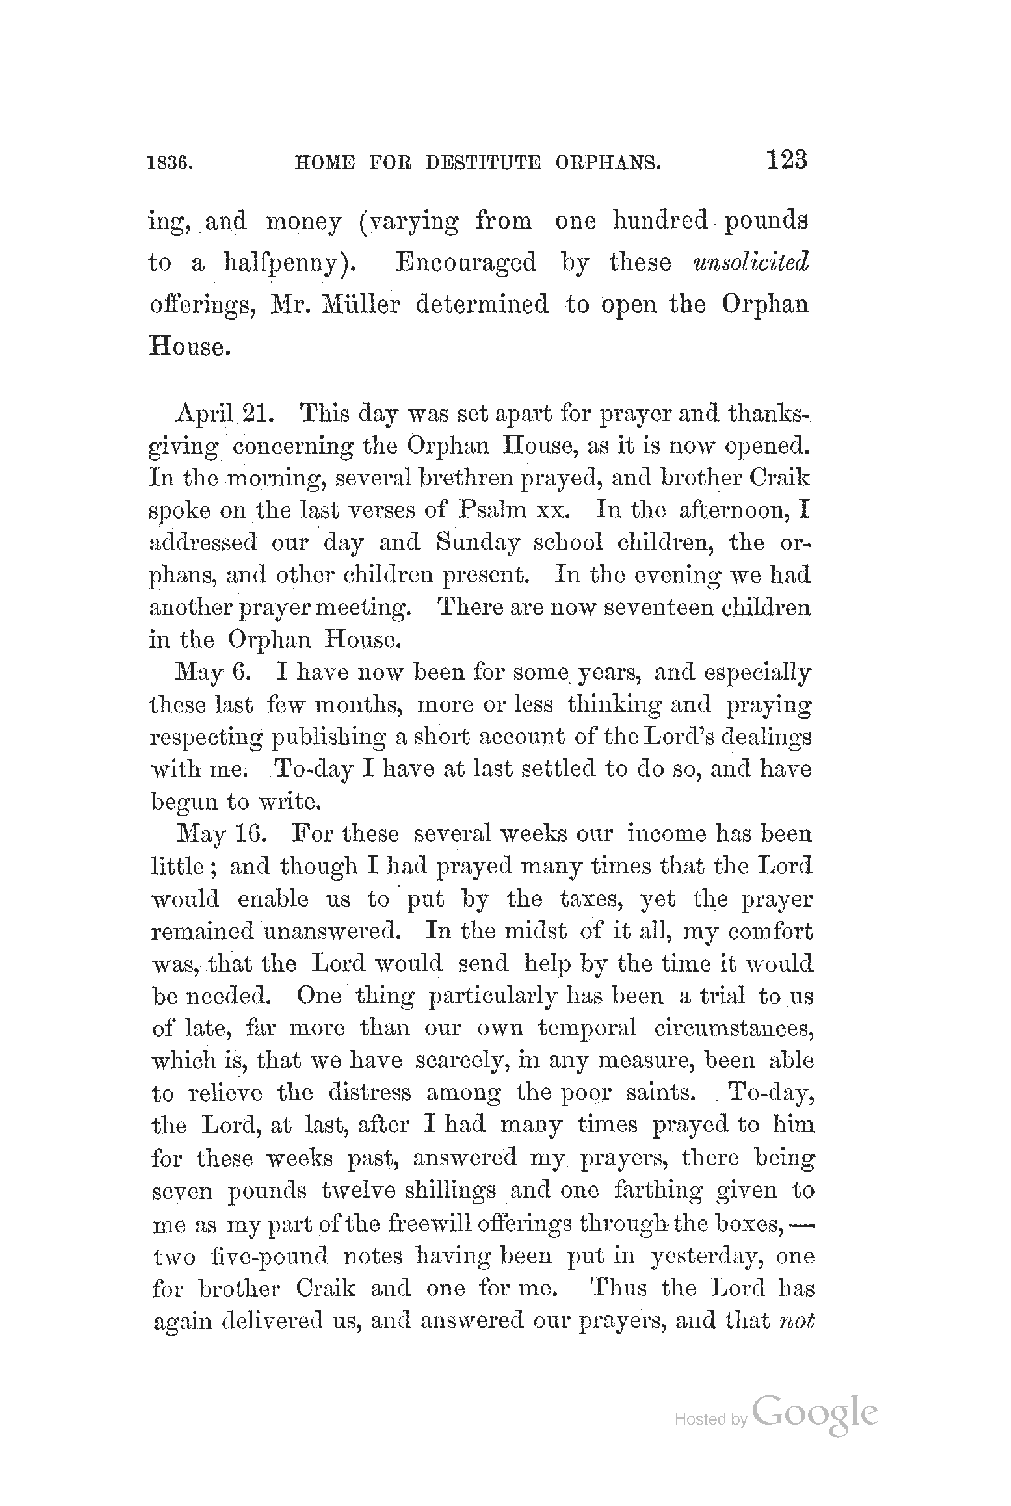 1836. HOME FOR DESTITUTE ORPHANS. 123
ing, and money (varying from one hundred pounds
to a halfpenny). Encouraged by these unsolicited
offerings, Mr. Müller determined to open the Orphan
House.
April 21. This day was set apart for prayer and thanks-
giving concerning the Orphan House, as it is now opened.
In the morning, several brethren prayed, and brother Craik
spoke on the last verses of Psalm xx. In the afternoon, I
addressed our day and Sunday school children, the or-
phans, and other children present. In the evening we had
another prayer meeting. There are now seventeen children
in the Orphan House.
May 6. I have now been for some years, and especially
these last few months, more or less thinking and praying
respecting publishing a short account of the Lord's dealings
with me. To-day I have at last settled to do so, and have
begun to write.
May 16. For these several weeks our income has been
little; and though I had prayed many times that the Lord
would enable us to put by the taxes, yet the prayer
remained unanswered. In the midst of it all, my comfort
was, that the Lord would send help by the time it would
be needed. One thing particularly has been a trial to us
of late, far more than our own temporal circumstances,
which is, that we have scarcely, in any measure, been able
to relieve the distress among the poor saints. To-day,
the Lord, at last, after I had many times prayed to him
for these weeks past, answered my prayers, there being
seven pounds twelve shillings and one farthing given to
me as my part of the freewill offerings through the boxes,—
two five-pound notes having been put in yesterday, one
for brother Craik and one for me. Thus the Lord has
again delivered us, and answered our prayers, and that not
Hosted by Google